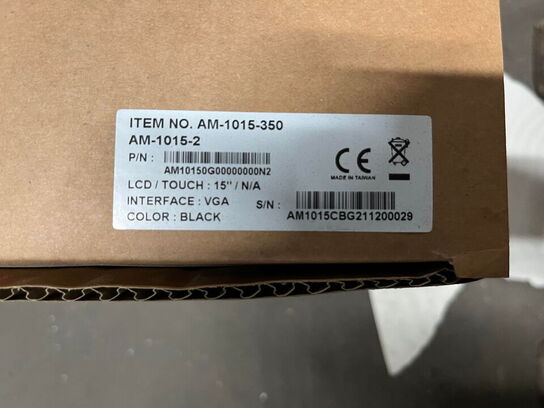 ITEM NO. AM-1015-350
AM-1015-2
P/N :
AM10150G00000000N2
CE
MADE IN TAIWAN
LCD / TOUCH : 15" / N/A
INTERFACE : VGA
S/N :
COLOR : BLACK
AM1015CBG211200029